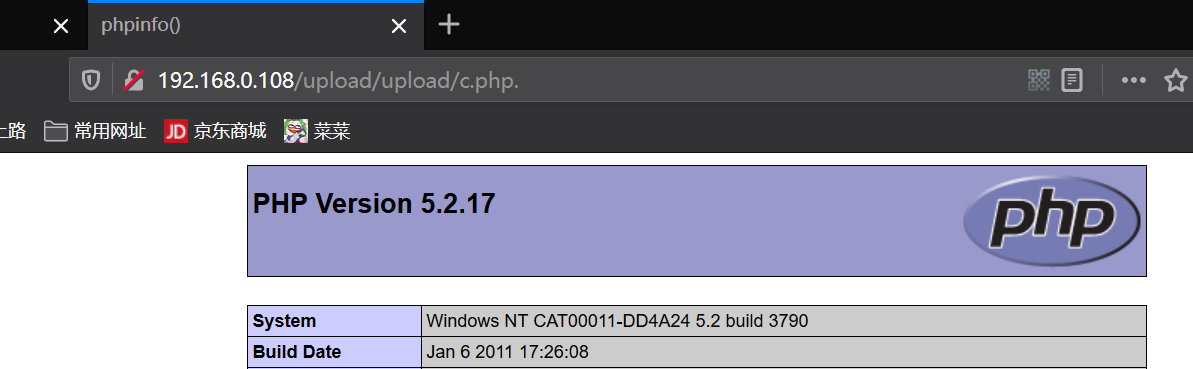 phpinfo()
192.168.0.108/upload/upload/c.php.
上路 常用网址 JD 京东商城 菜菜
PHP Version 5.2.17
php
System Windows NT CAT00011-DD4A24 5.2 build 3790
Build Date Jan 6 2011 17:26:08